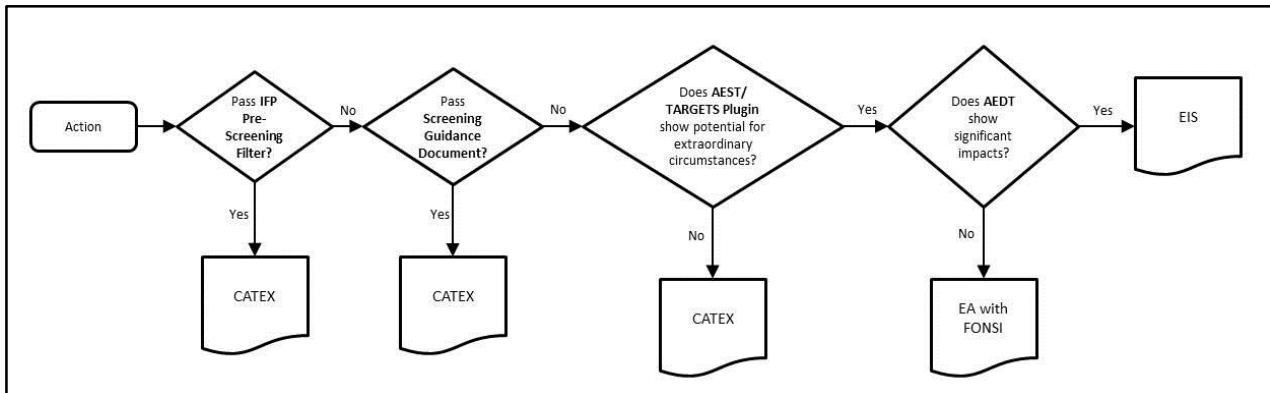 Action
Pass IFP
Pre-
Screening
Filter?
No
Yes
CATEX
Pass
Screening
Guidance
Document?
No
Yes
CATEX
Does AEST/
TARGETS Plugin
show potential for
extraordinary
circumstances?
Yes
No
CATEX
Does AEDT
show
significant
impacts?
Yes
No
EA with
FONSI
EIS